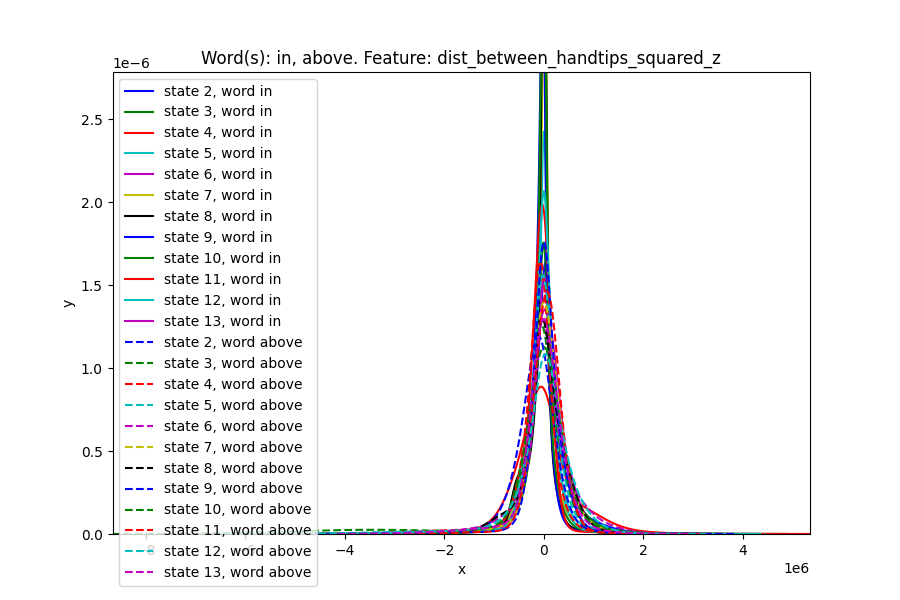 Word(s): in, above. Feature: dist_between_handtips_squared_z
1e−6
2.5
2.0
1.5
1.0
0.5
0.0
y
state 2, word in
state 3, word in
state 4, word in
state 5, word in
state 6, word in
state 7, word in
state 8, word in
state 9, word in
state 10, word in
state 11, word in
state 12, word in
state 13, word in
state 2, word above
state 3, word above
state 4, word above
state 5, word above
state 6, word above
state 7, word above
state 8, word above
state 9, word above
state 10, word above
state 11, word above
state 12, word above
state 13, word above
−4 −2 0 2 4
x
1e6